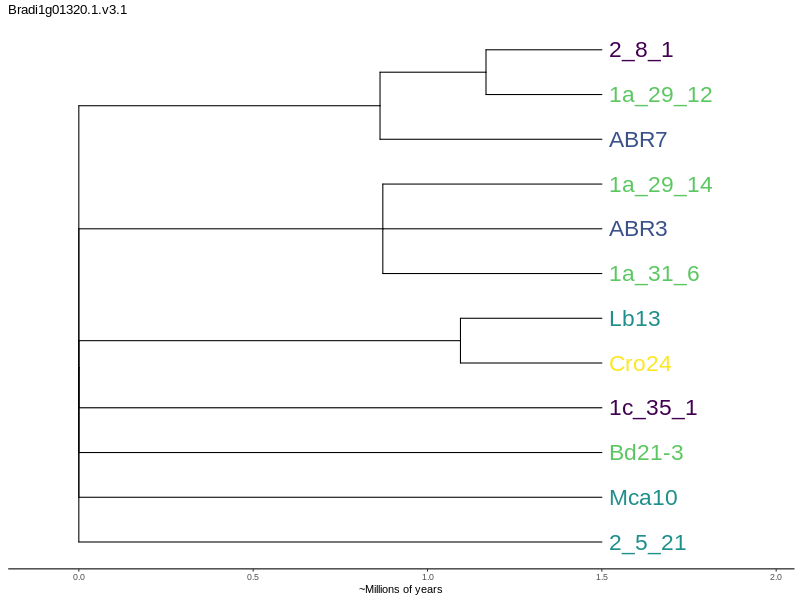 Bradi1g01320.1.v3.1
2_8_1
1a_29_12
ABR7
1a_29_14
ABR3
1a_31_6
Lb13
Cro24
1c_35_1
Bd21-3
Mca10
2_5_21
0.0 0.5 1.0 1.5 2.0
~Millions of years